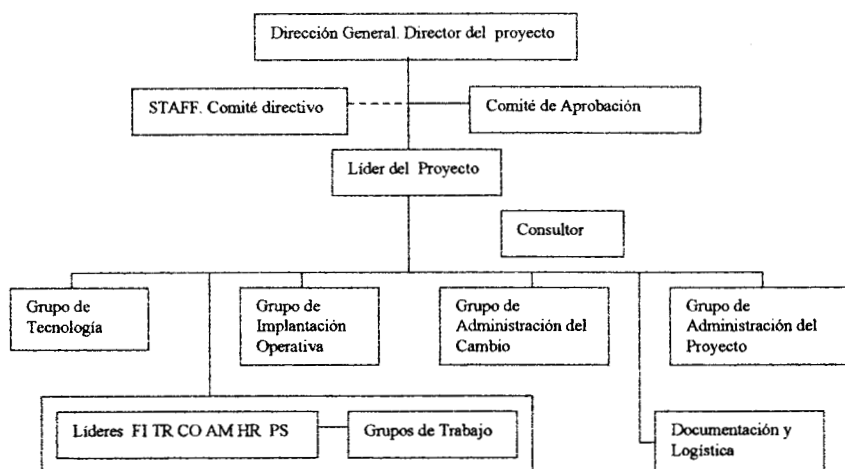 Dirección General. Director del proyecto
STAFF. Comité directivo
Comité de Aprobación
Líder del Proyecto
Consultor
Grupo de
Tecnología
Grupo de
Implantación
Operativa
Grupo de
Administración del
Cambio
Grupo de
Administración del
Proyecto
Líderes FI TR CO AM HR PS
Grupos de Trabajo
Documentación y
Logística